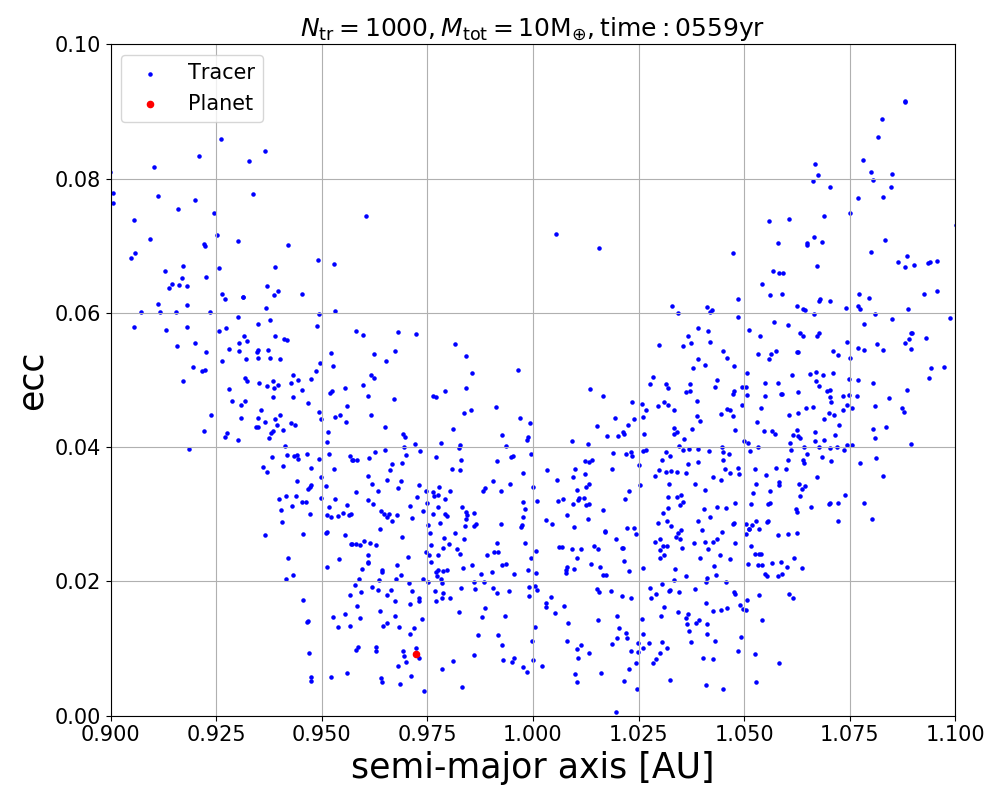 N_tr = 1000, M_tot = 10M_⊕, time : 0559yr
Tracer
Planet
0.10
0.08
0.06
0.04
0.02
0.00
ecc
0.900 0.925 0.950 0.975 1.000 1.025 1.050 1.075 1.100
semi-major axis [AU]